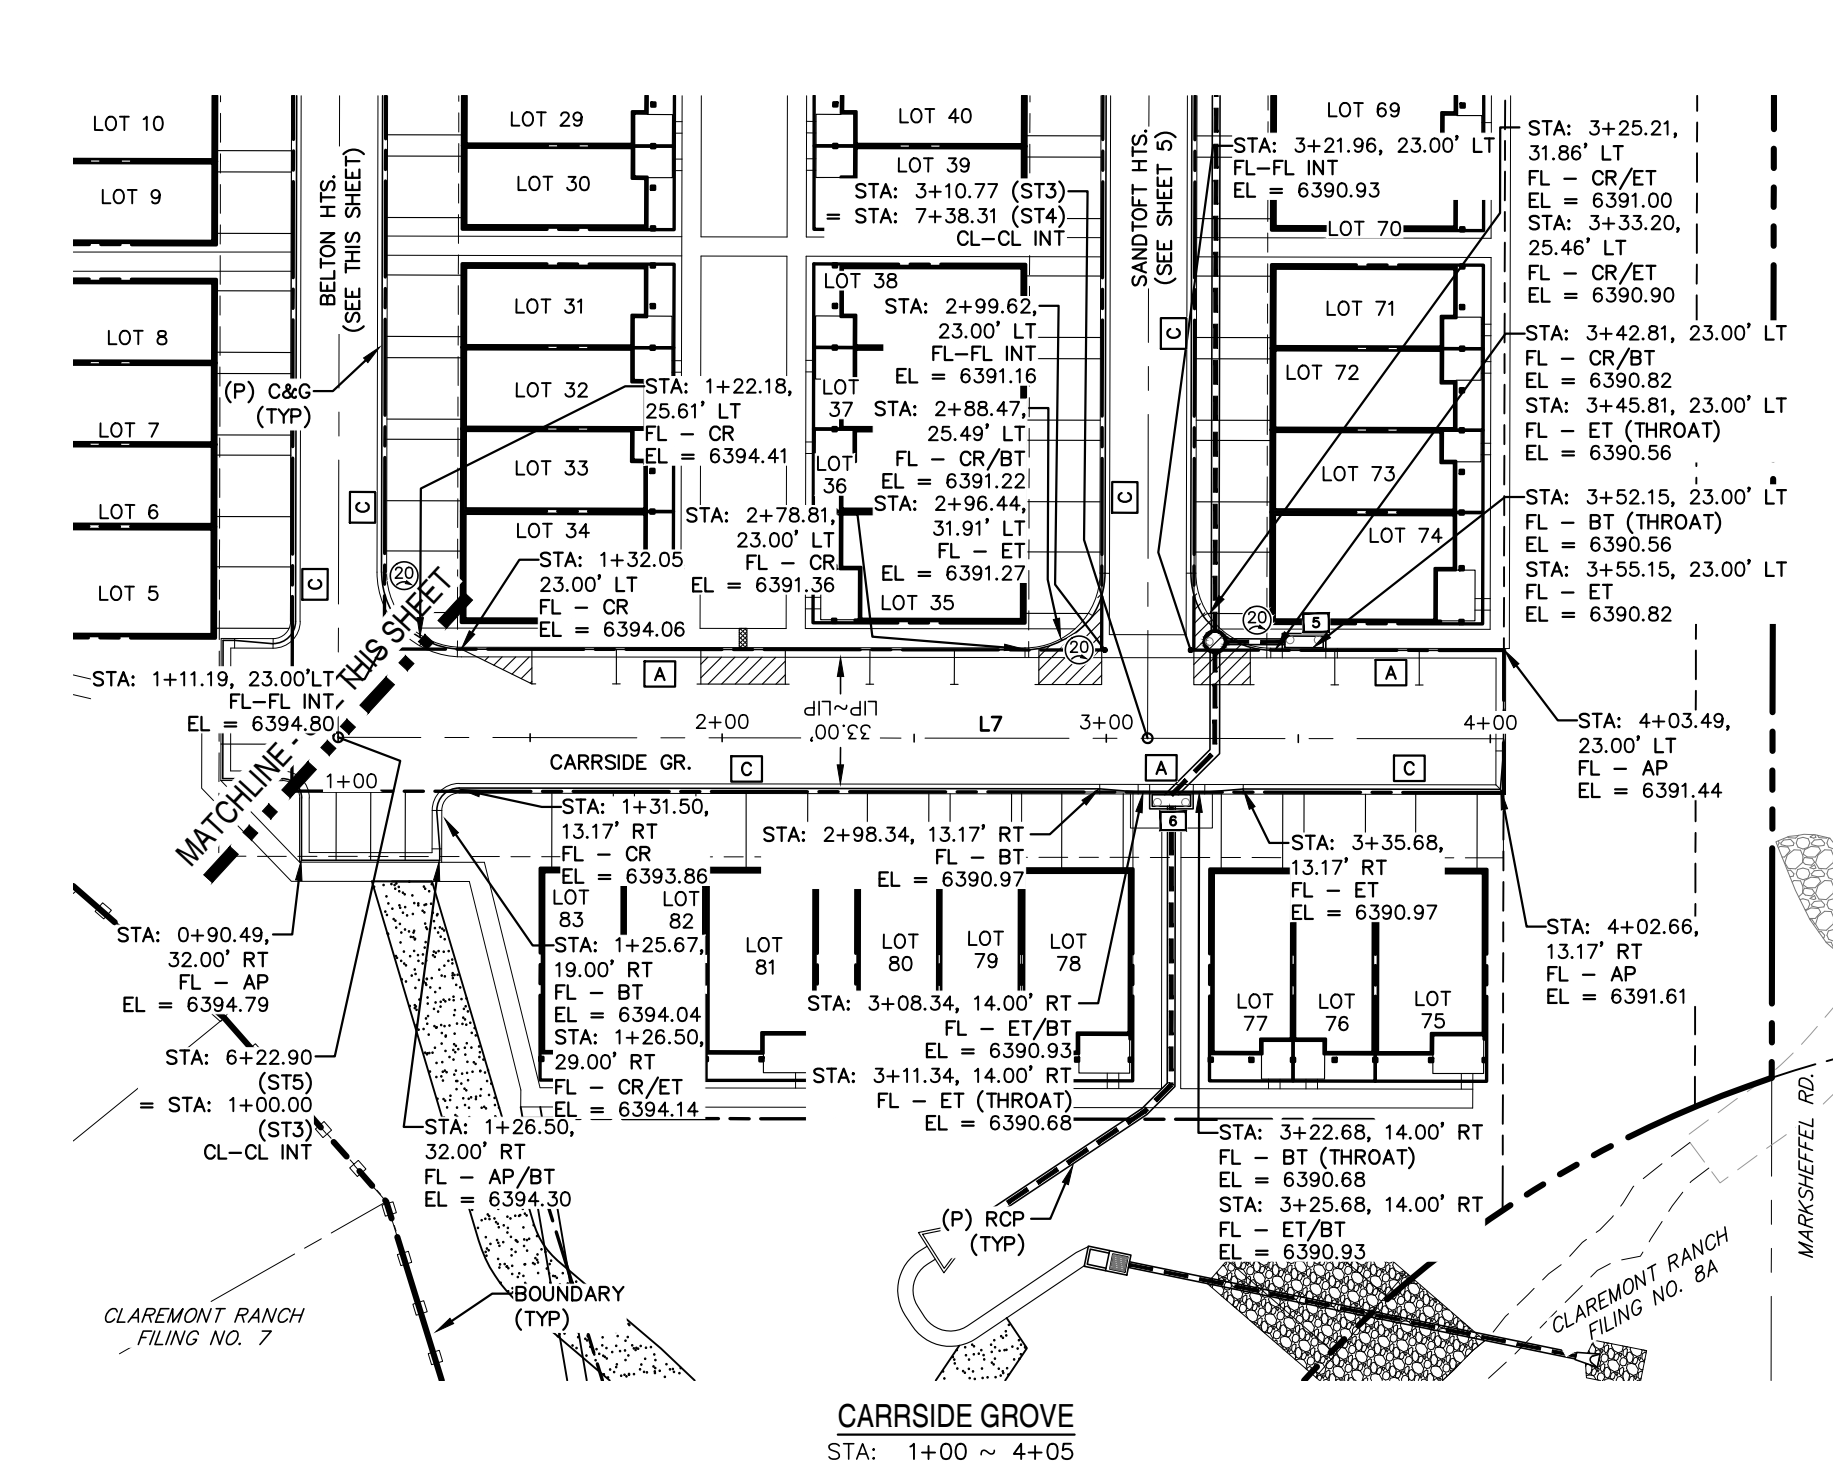 LOT 10
LOT 9
LOT 8
LOT 7
LOT 6
LOT 5
BELTON HTS.
(SEE THIS SHEET)
(P) C&G
(TYP)
C
C
LOT 29
LOT 30
LOT 31
LOT 32
LOT 33
LOT 34
20
STA: 1+22.18,
25.61' LT
FL - CR
EL = 6394.41
STA: 1+32.05
23.00' LT
FL - CR
EL = 6394.06
LOT 40
LOT 39
STA: 3+10.77 (ST3)
= STA: 7+38.31 (ST4)
CL-CL INT
LOT 38
STA: 2+99.62,
23.00' LT
FL-FL INT
EL = 6391.16
LOT
37
STA: 2+88.47,
25.49' LT
FL - CR/BT
EL = 6391.22
LOT
36
STA: 2+96.44,
31.91' LT
FL - ET
EL = 6391.27
STA: 2+78.81,
23.00' LT
FL - CR
EL = 6391.36
LOT 35
20
SANDTOFT HTS.
(SEE SHEET 5)
C
C
LOT 69
STA: 3+21.96, 23.00' LT
FL-FL INT
EL = 6390.93
LOT 70
LOT 71
LOT 72
LOT 73
LOT 74
20
5
STA: 3+25.21,
31.86' LT
FL - CR/ET
EL = 6391.00
STA: 3+33.20,
25.46' LT
FL - CR/ET
EL = 6390.90
STA: 3+42.81, 23.00' LT
FL - CR/BT
EL = 6390.82
STA: 3+45.81, 23.00' LT
FL - ET (THROAT)
EL = 6390.56
STA: 3+52.15, 23.00' LT
FL - BT (THROAT)
EL = 6390.56
STA: 3+55.15, 23.00' LT
FL - ET
EL = 6390.82
STA: 4+03.49,
23.00' LT
FL - AP
EL = 6391.44
STA: 1+11.19, 23.00'LT
FL-FL INT
EL = 6394.80
MATCHLINE - THIS SHEET
A
A
33.00'
LIP~LIP
1+00
2+00
L7
3+00
4+00
CARRSIDE GR.
C
A
C
6
STA: 1+31.50,
13.17' RT
FL - CR
EL = 6393.86
STA: 2+98.34, 13.17' RT
FL - BT
EL = 6390.97
STA: 3+35.68,
13.17' RT
FL - ET
EL = 6390.97
STA: 4+02.66,
13.17' RT
FL - AP
EL = 6391.61
LOT
83
LOT
82
LOT
81
LOT
80
LOT
79
LOT
78
LOT
77
LOT
76
LOT
75
STA: 0+90.49,
32.00' RT
FL - AP
EL = 6394.79
STA: 1+25.67,
19.00' RT
FL - BT
EL = 6394.04
STA: 1+26.50,
29.00' RT
FL - CR/ET
EL = 6394.14
STA: 3+08.34, 14.00' RT
FL - ET/BT
EL = 6390.93
STA: 3+11.34, 14.00' RT
FL - ET (THROAT)
EL = 6390.68
STA: 6+22.90
(ST5)
= STA: 1+00.00
(ST3)
CL-CL INT
STA: 1+26.50,
32.00' RT
FL - AP/BT
EL = 6394.30
STA: 3+22.68, 14.00' RT
FL - BT (THROAT)
EL = 6390.68
STA: 3+25.68, 14.00' RT
FL - ET/BT
EL = 6390.93
(P) RCP
(TYP)
MARKSHEFFEL RD.
BOUNDARY
(TYP)
CLAREMONT RANCH
FILING NO. 7
CLAREMONT RANCH
FILING NO. 8A
CARRSIDE GROVE
STA: 1+00 ~ 4+05